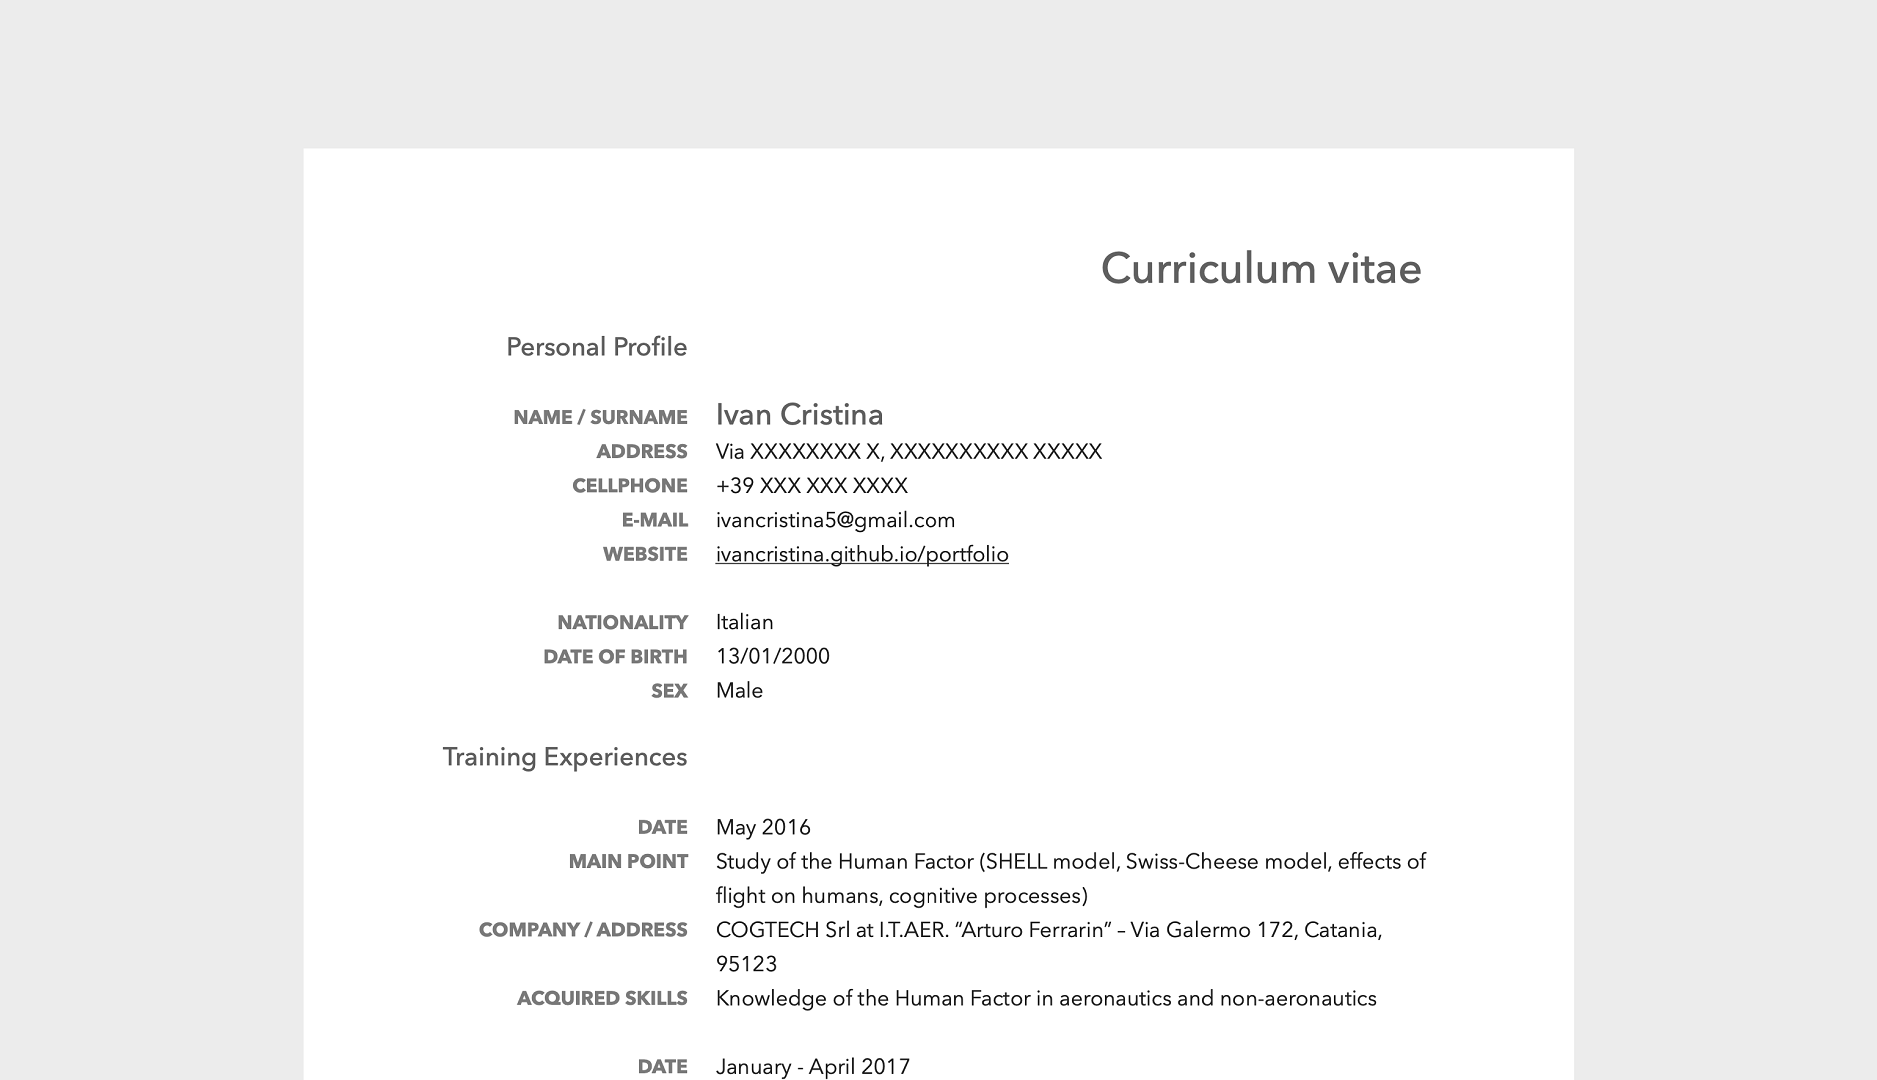 Curriculum vitae
Personal Profile
NAME / SURNAME Ivan Cristina
ADDRESS Via XXXXXXXX X, XXXXXXXXXX XXXXX
CELLPHONE +39 XXX XXX XXXX
E-MAIL ivancristina5@gmail.com
WEBSITE ivancristina.github.io/portfolio
NATIONALITY Italian
DATE OF BIRTH 13/01/2000
SEX Male
Training Experiences
DATE May 2016
MAIN POINT Study of the Human Factor (SHELL model, Swiss-Cheese model, effects of
flight on humans, cognitive processes)
COMPANY / ADDRESS COGTECH Srl at I.T.AER. “Arturo Ferrarin” – Via Galermo 172, Catania,
95123
ACQUIRED SKILLS Knowledge of the Human Factor in aeronautics and non-aeronautics
DATE January - April 2017